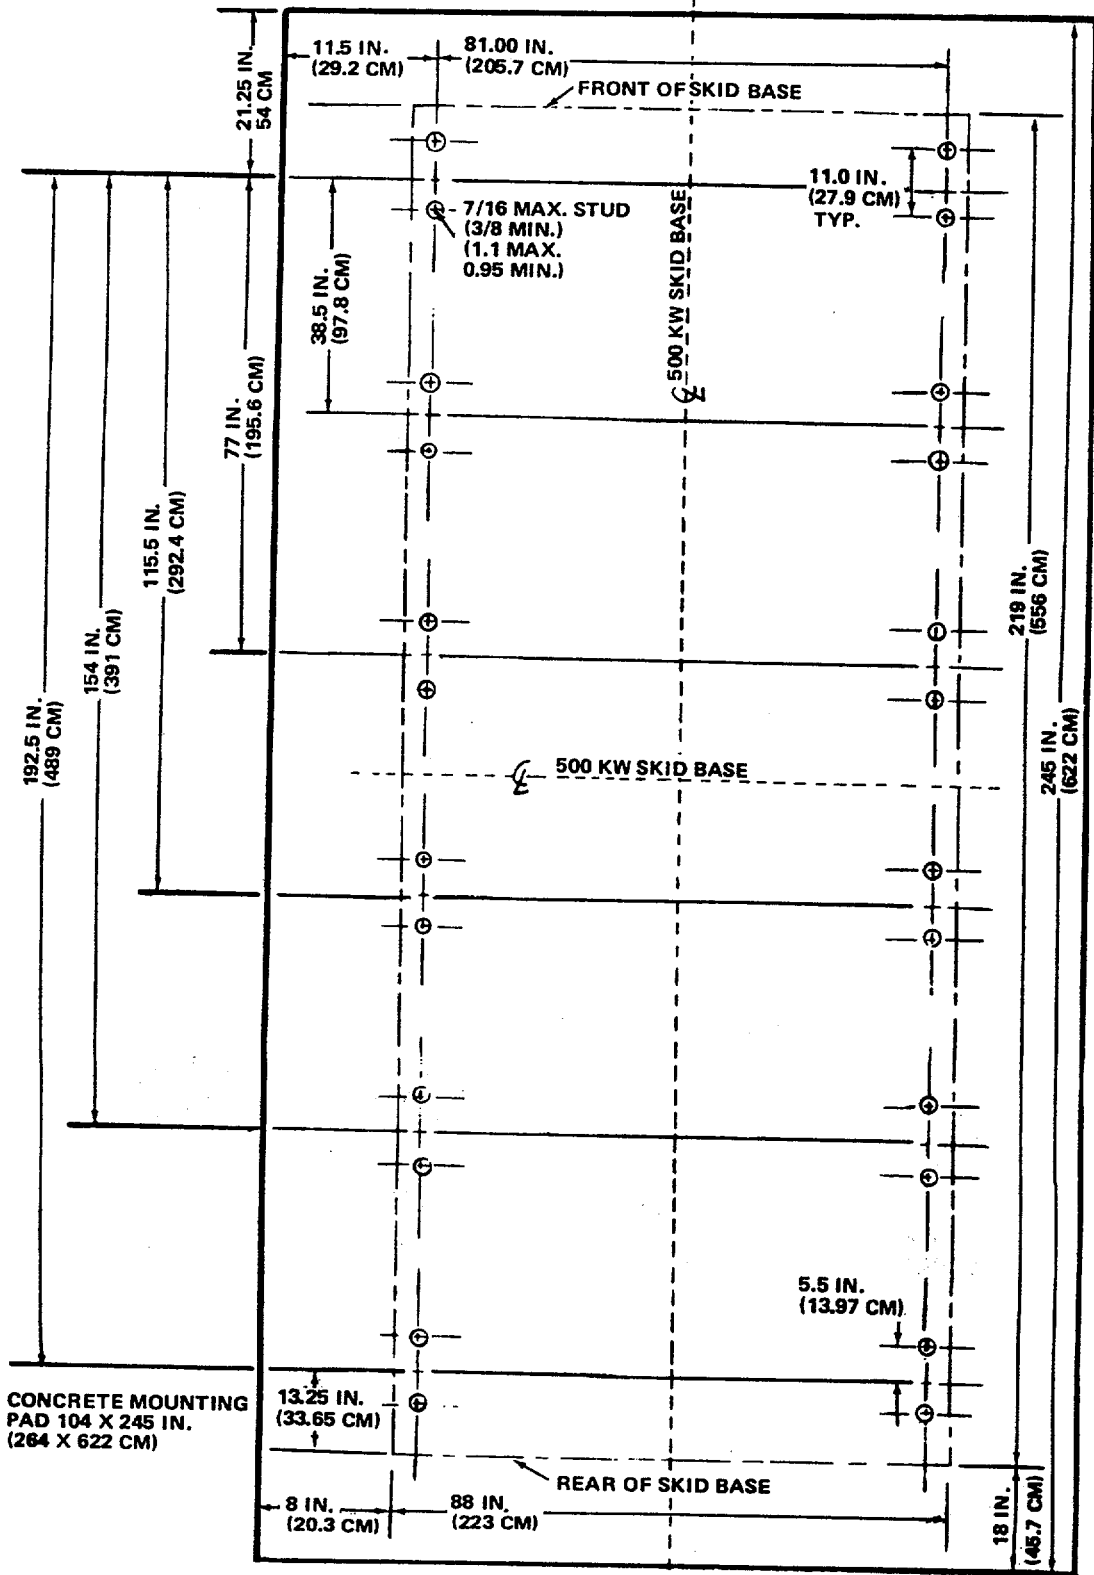 21.25 IN.
54 CM
11.5 IN.
(29.2 CM)
81.00 IN.
(205.7 CM)
FRONT OF SKID BASE
11.0 IN.
(27.9 CM)
TYP.
7/16 MAX. STUD
(3/8 MIN.)
(1.1 MAX.
0.95 MIN.)
38.5 IN.
(97.8 CM)
℄ 500 KW SKID BASE
77 IN.
(195.6 CM)
115.5 IN.
(292.4 CM)
154 IN.
(391 CM)
192.5 IN.
(489 CM)
219 IN.
(556 CM)
245 IN.
(622 CM)
℄ 500 KW SKID BASE
5.5 IN.
(13.97 CM)
CONCRETE MOUNTING
PAD 104 X 245 IN.
(264 X 622 CM)
13.25 IN.
(33.65 CM)
REAR OF SKID BASE
8 IN.
(20.3 CM)
88 IN.
(223 CM)
18 IN.
(45.7 CM)